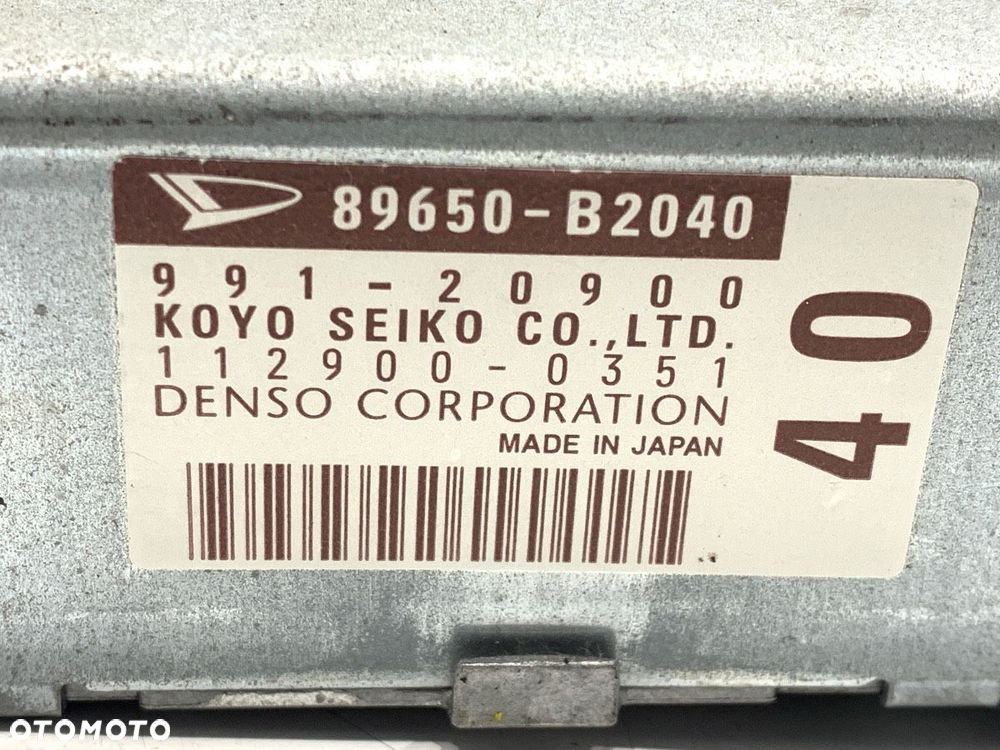 89650-B2040
991-20900
KOYO SEIKO CO.,LTD.
112900-0351
DENSO CORPORATION
MADE IN JAPAN
40
OTOMOTO